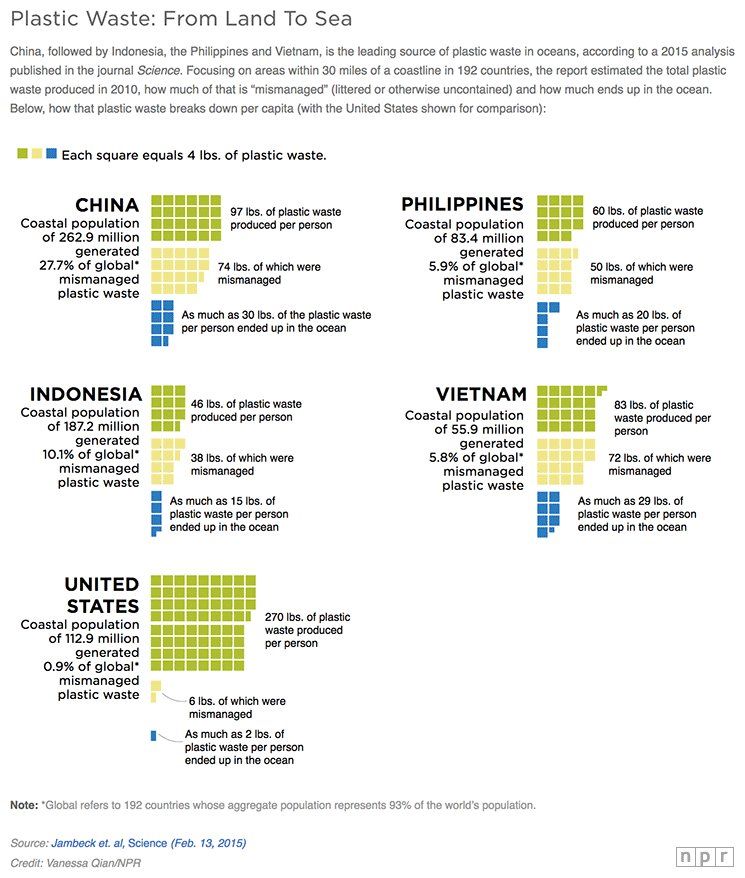 Plastic Waste: From Land To Sea
China, followed by Indonesia, the Philippines and Vietnam, is the leading source of plastic waste in oceans, according to a 2015 analysis
published in the journal Science. Focusing on areas within 30 miles of a coastline in 192 countries, the report estimated the total plastic
waste produced in 2010, how much of that is “mismanaged” (littered or otherwise uncontained) and how much ends up in the ocean.
Below, how that plastic waste breaks down per capita (with the United States shown for comparison):
Each square equals 4 lbs. of plastic waste.
CHINA
Coastal population
of 262.9 million
generated
27.7% of global*
mismanaged
plastic waste
97 lbs. of plastic waste
produced per person
74 lbs. of which were
mismanaged
As much as 30 lbs. of the plastic waste
per person ended up in the ocean
PHILIPPINES
Coastal population
of 83.4 million
generated
5.9% of global*
mismanaged
plastic waste
60 lbs. of plastic waste
produced per person
50 lbs. of which were
mismanaged
As much as 20 lbs. of
plastic waste per person
ended up in the ocean
INDONESIA
Coastal population
of 187.2 million
generated
10.1% of global*
mismanaged
plastic waste
46 lbs. of plastic waste
produced per person
38 lbs. of which were
mismanaged
As much as 15 lbs. of
plastic waste per person
ended up in the ocean
VIETNAM
Coastal population
of 55.9 million
generated
5.8% of global*
mismanaged
plastic waste
83 lbs. of plastic
waste produced per
person
72 lbs. of which were
mismanaged
As much as 29 lbs. of
plastic waste per person
ended up in the ocean
UNITED
STATES
Coastal population
of 112.9 million
generated
0.9% of global*
mismanaged
plastic waste
270 lbs. of plastic
waste produced
per person
6 lbs. of which were
mismanaged
As much as 2 lbs. of
plastic waste per person
ended up in the ocean
Note: *Global refers to 192 countries whose aggregate population represents 93% of the world’s population.
Source: Jambeck et. al, Science (Feb. 13, 2015)
Credit: Vanessa Qian/NPR
npr